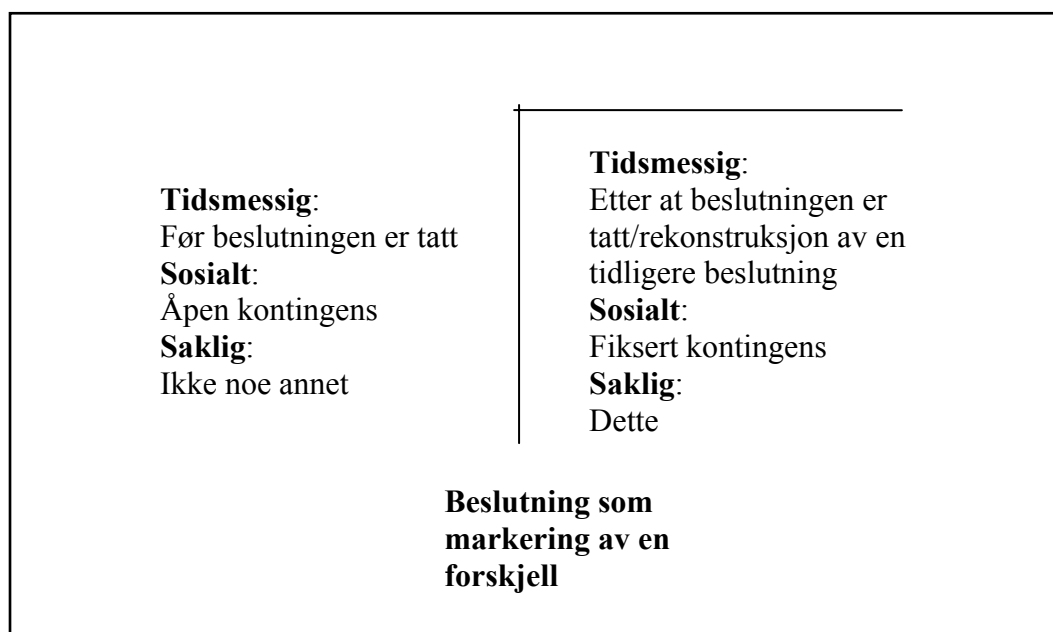 Tidsmessig:
Før beslutningen er tatt
Sosialt:
Åpen kontingens
Saklig:
Ikke noe annet
Tidsmessig:
Etter at beslutningen er
tatt/rekonstruksjon av en
tidligere beslutning
Sosialt:
Fiksert kontingens
Saklig:
Dette
Beslutning som
markering av en
forskjell